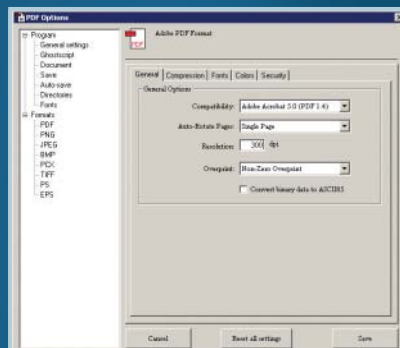 PDF Options
Program
General settings
Ghostscript
Document
Save
Auto-save
Directories
Fonts
Formats
PDF
PNG
JPEG
BMP
PCX
TIFF
PS
EPS
PDF
Adobe PDF Format
General
Compression
Fonts
Colors
Security
General Options
Compatibility: Adobe Acrobat 5.0 (PDF 1.4)
Auto-Rotate Pages: Single Page
Resolution: 300 dpi
Overprint: Non-Zero Overprint
Convert binary data to ASCII85
Cancel
Reset all settings
Save